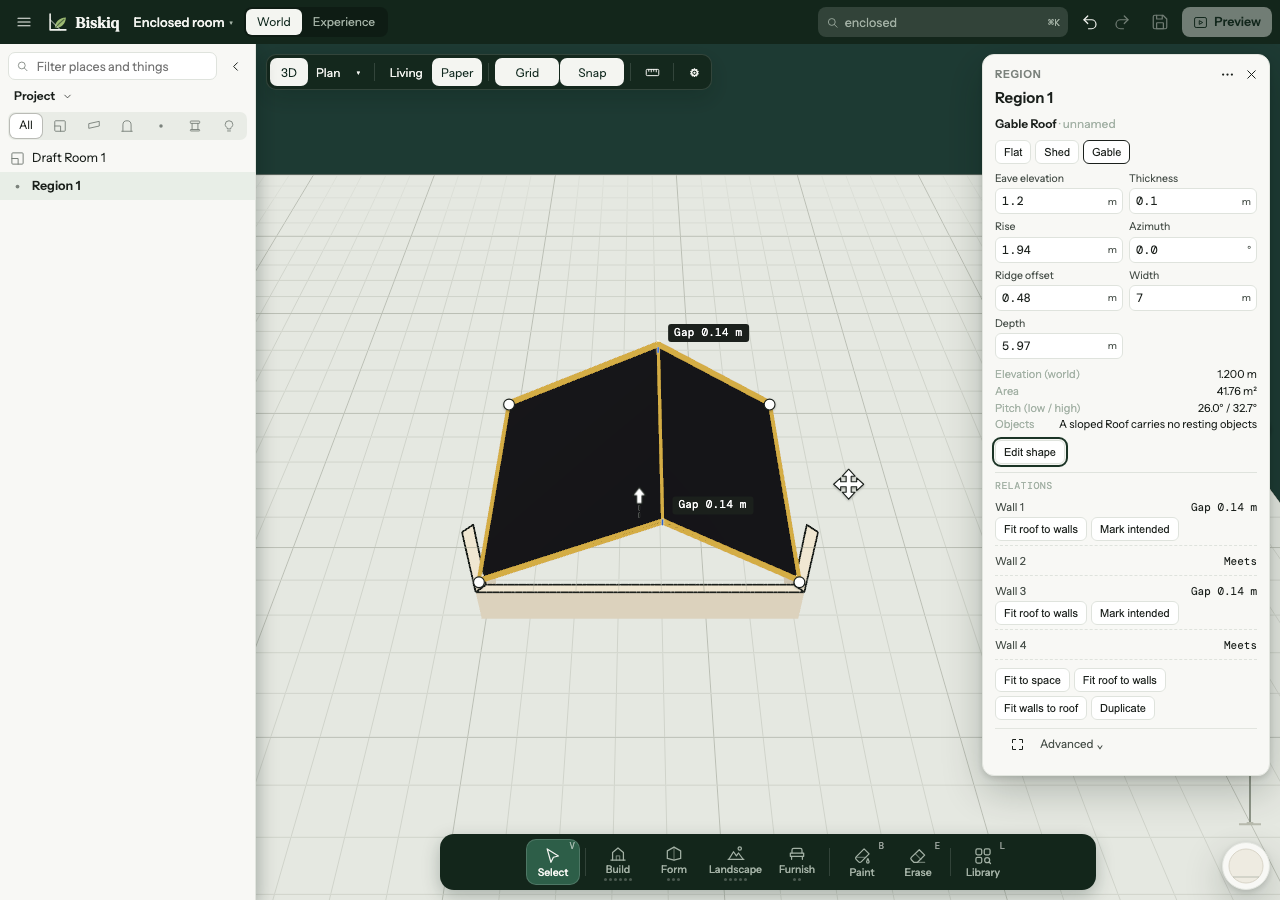 Biskiq
Enclosed room
World
Experience
enclosed
⌘K
Preview
Filter places and things
Project
All
Draft Room 1
Region 1
3D
Plan
Living
Paper
Grid
Snap
Gap 0.14 m
Gap 0.14 m
REGION
Region 1
Gable Roof · unnamed
Flat
Shed
Gable
Eave elevation
Thickness
1.2 m
0.1 m
Rise
Azimuth
1.94 m
0.0 °
Ridge offset
Width
0.48 m
7 m
Depth
5.97 m
Elevation (world) 1.200 m
Area 41.76 m²
Pitch (low / high) 26.0° / 32.7°
Objects A sloped Roof carries no resting objects
Edit shape
RELATIONS
Wall 1 Gap 0.14 m
Fit roof to walls Mark intended
Wall 2 Meets
Wall 3 Gap 0.14 m
Fit roof to walls Mark intended
Wall 4 Meets
Fit to space Fit roof to walls
Fit walls to roof Duplicate
Advanced
Select V
Build
Form
Landscape
Furnish
Paint B
Erase E
Library L